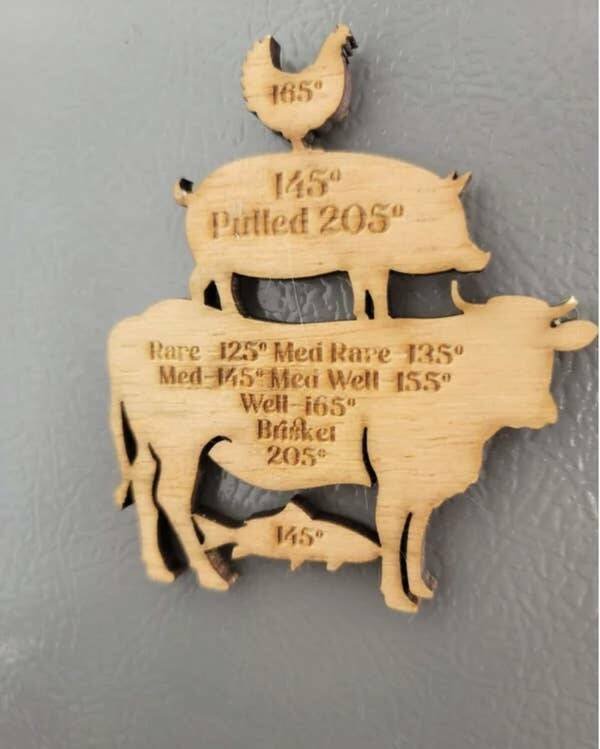 165°
145°
Pulled 205°
Rare 125° Med Rare 135°
Med 145° Med Well 155°
Well 165°
Brisket
205°
145°